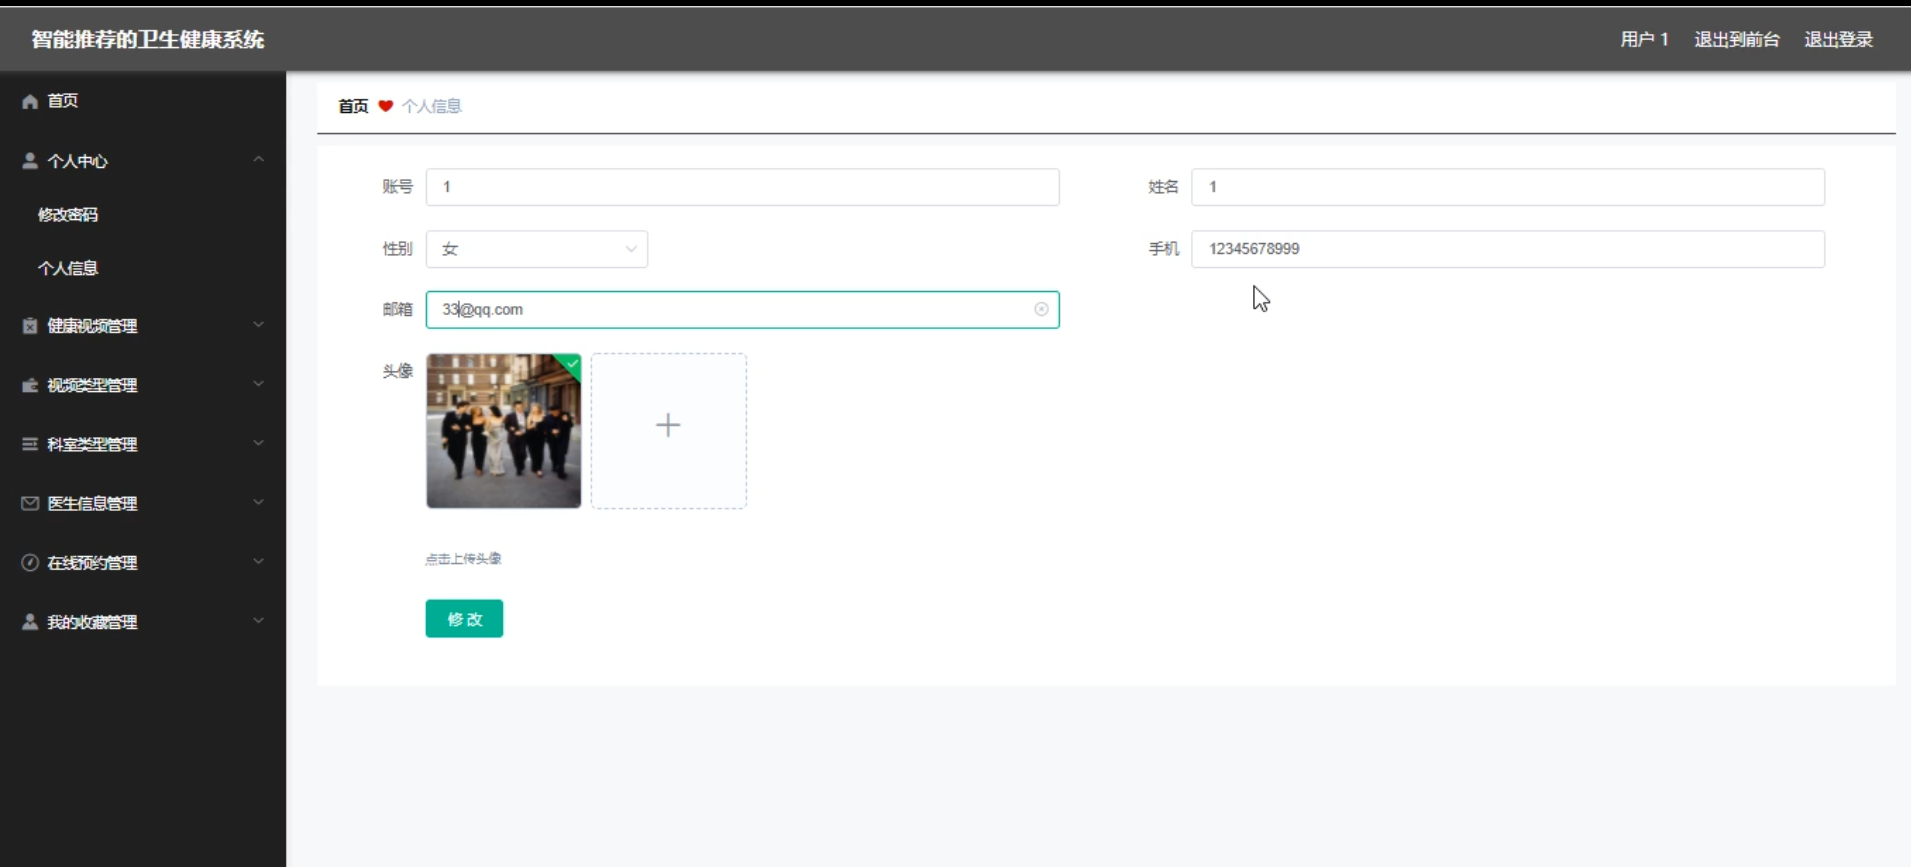 智能推荐的卫生健康系统
用户 1 退出到前台 退出登录
首页
个人中心
修改密码
个人信息
健康视频管理
视频类型管理
科室类型管理
医生信息管理
在线预约管理
我的收藏管理
首页 个人信息
账号 1
姓名 1
性别 女
手机 12345678999
邮箱 33@qq.com
头像
点击上传头像
修改